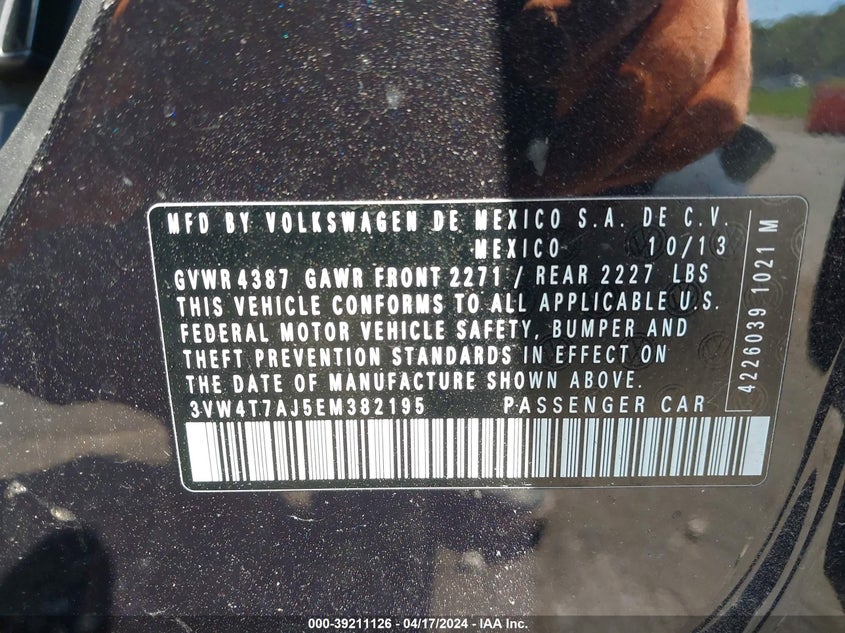 MFD BY VOLKSWAGEN DE MEXICO S.A. DE C.V.
MEXICO 10/13
GVWR 4387 GAWR FRONT 2271 / REAR 2227 LBS
THIS VEHICLE CONFORMS TO ALL APPLICABLE U.S.
FEDERAL MOTOR VEHICLE SAFETY, BUMPER AND
THEFT PREVENTION STANDARDS IN EFFECT ON
THE DATE OF MANUFACTURE SHOWN ABOVE.
3VW4T7AJ5EM382195 PASSENGER CAR
4226039 1021 M
000-39211126 - 04/17/2024 - IAA Inc.